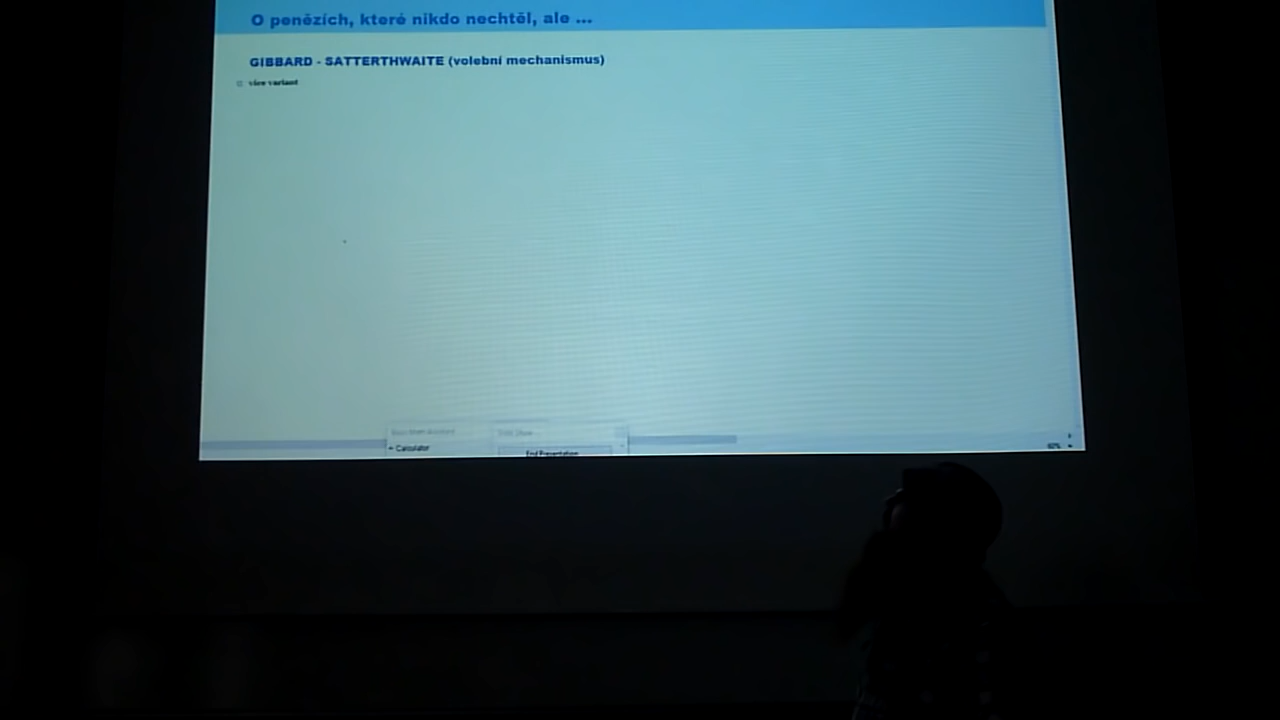 O penězích, které nikdo nechtěl, ale ...
GIBBARD - SATTERTHWAITE (volební mechanismus)
více variant
Calculator
End Presentation